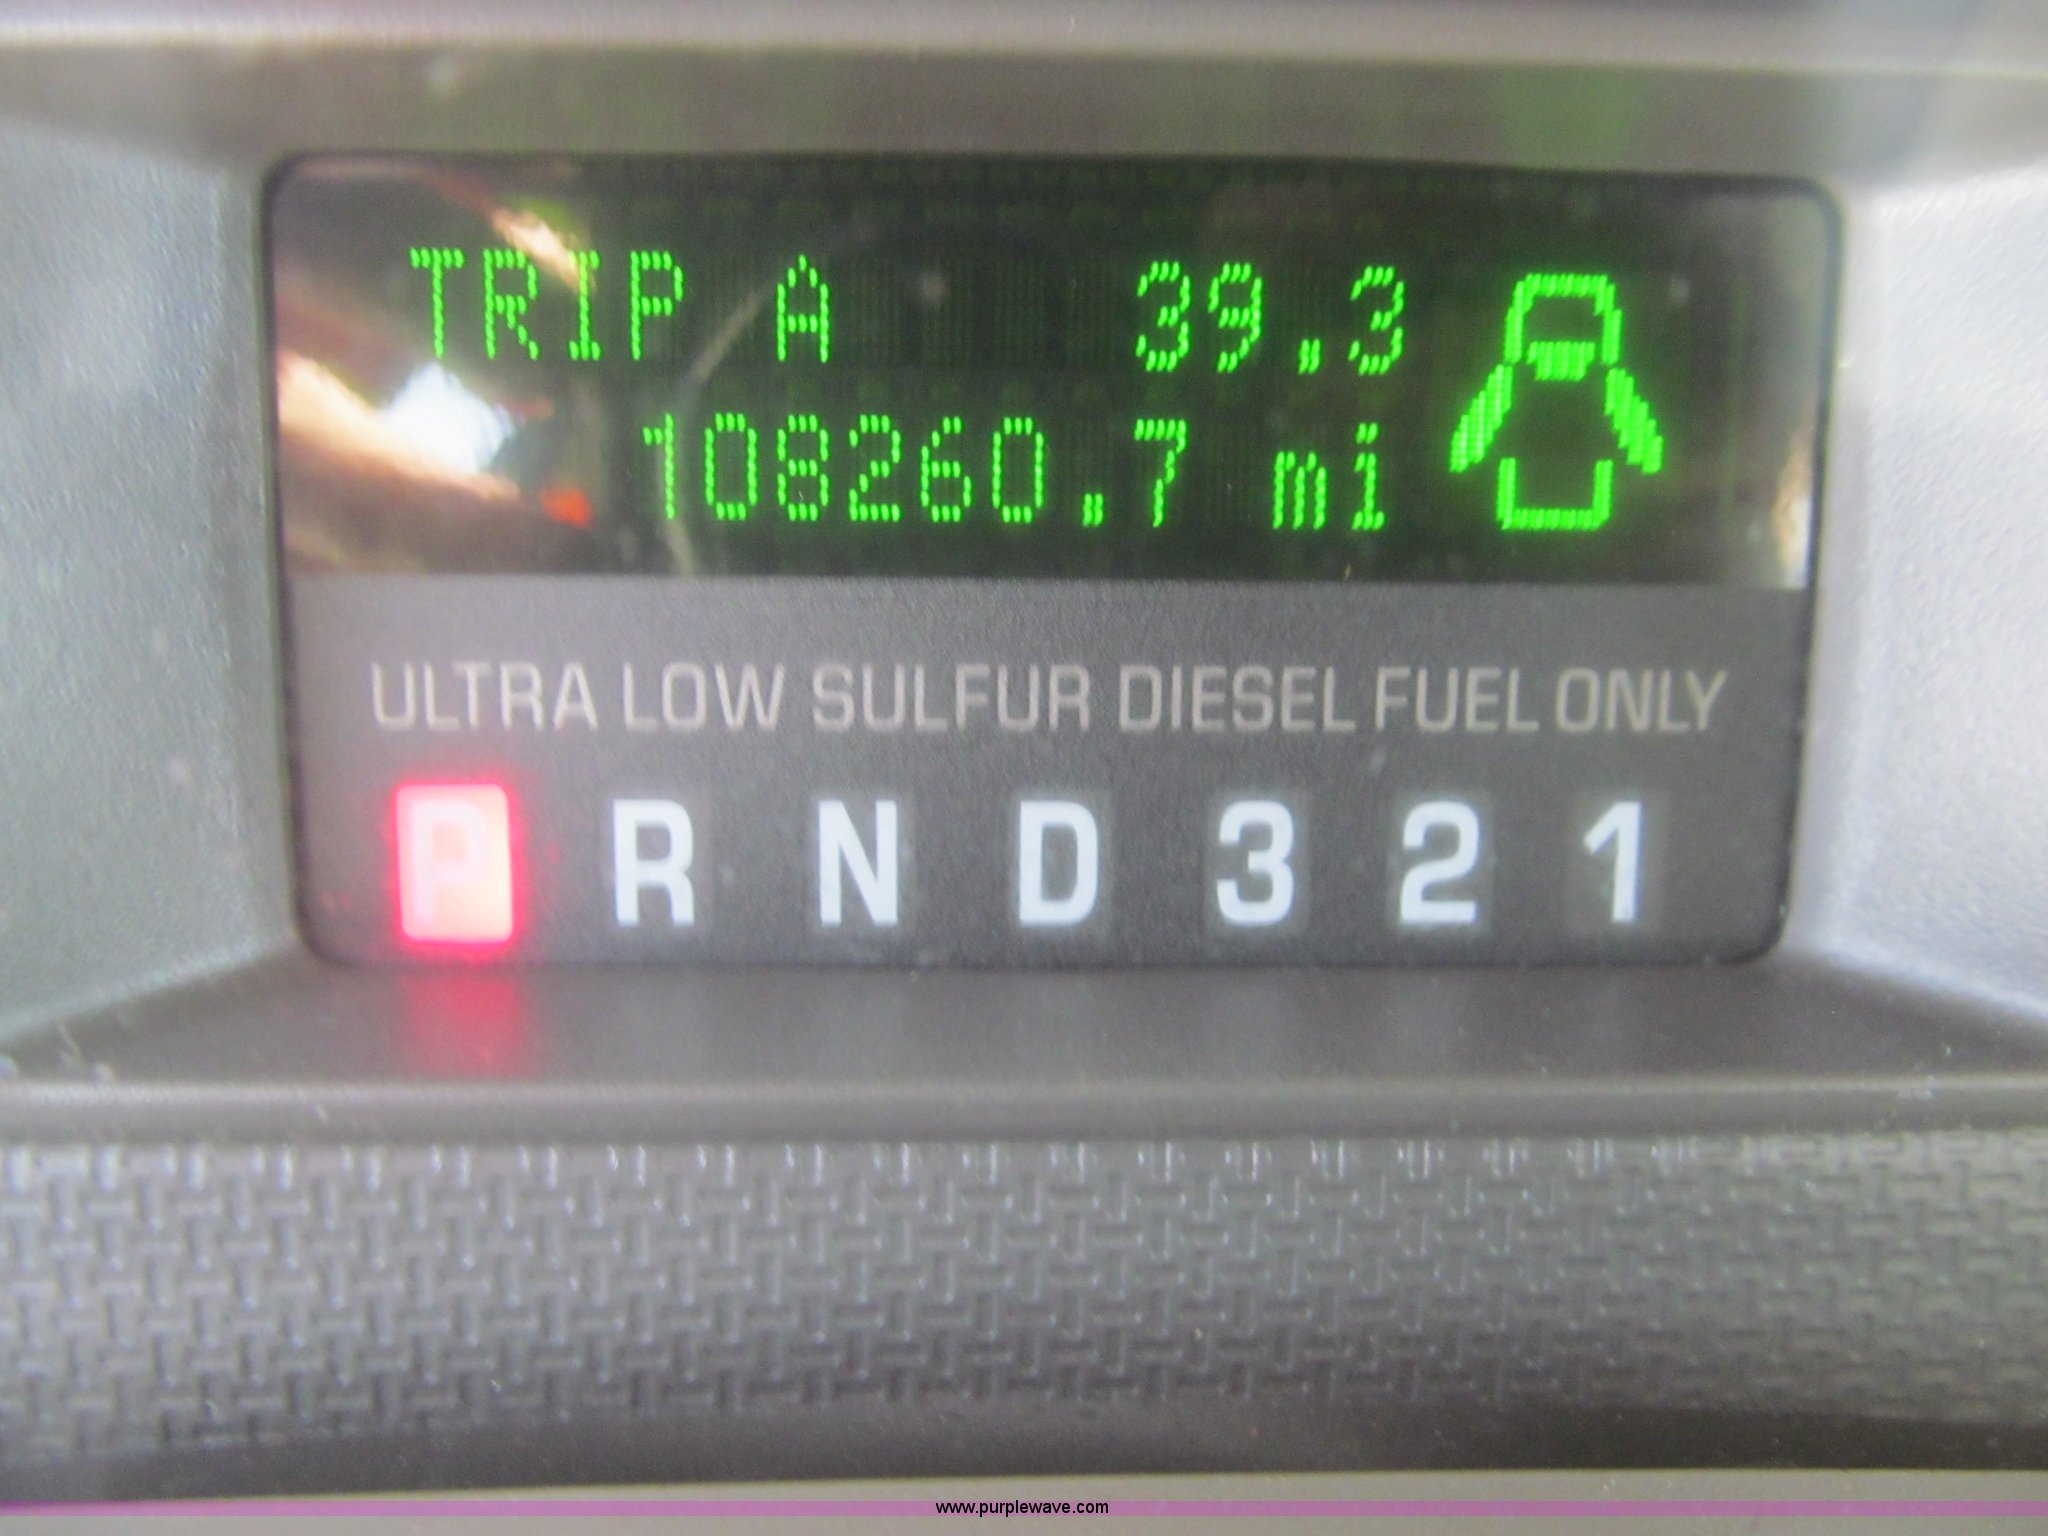 TRIP A 39.3
108260.7 mi
ULTRA LOW SULFUR DIESEL FUEL ONLY
P R N D 3 2 1
www.purplewave.com